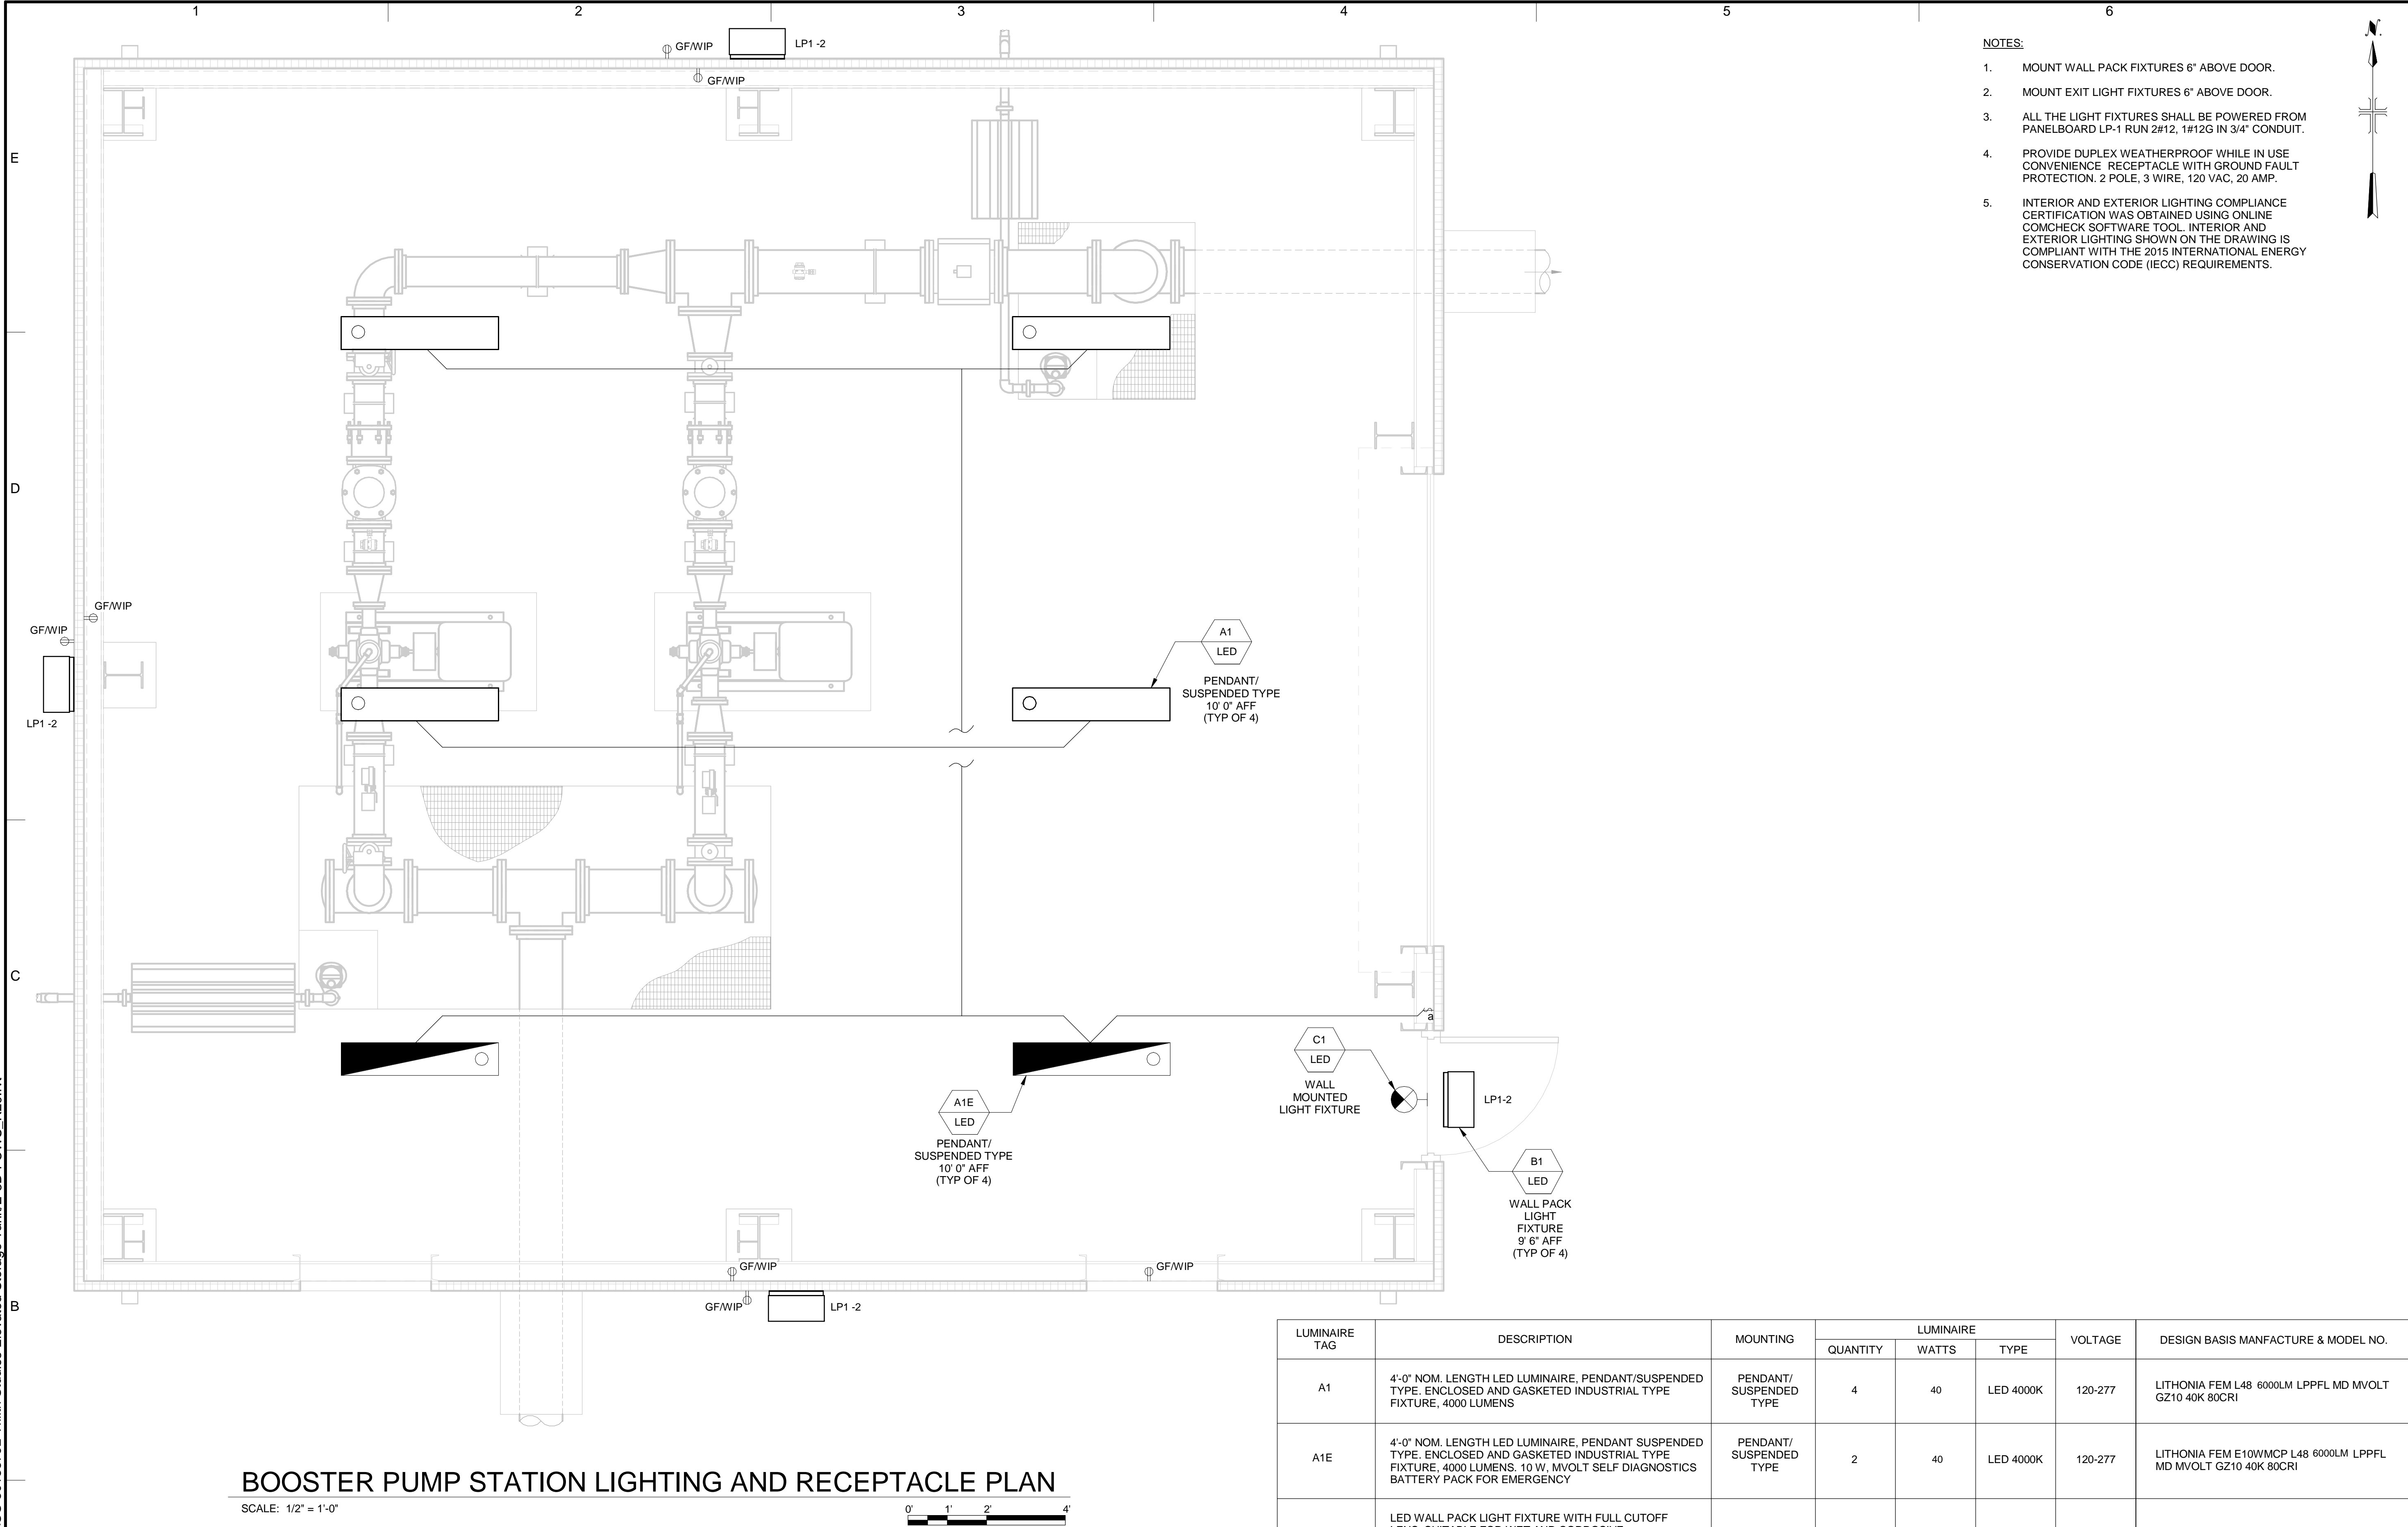 1 2 3 4 5 6
E
D
C
B
GF/WIP
LP1 -2
GF/WIP
NOTES:
1. MOUNT WALL PACK FIXTURES 6" ABOVE DOOR.
2. MOUNT EXIT LIGHT FIXTURES 6" ABOVE DOOR.
3. ALL THE LIGHT FIXTURES SHALL BE POWERED FROM
PANELBOARD LP-1 RUN 2#12, 1#12G IN 3/4" CONDUIT.
4. PROVIDE DUPLEX WEATHERPROOF WHILE IN USE
CONVENIENCE RECEPTACLE WITH GROUND FAULT
PROTECTION. 2 POLE, 3 WIRE, 120 VAC, 20 AMP.
5. INTERIOR AND EXTERIOR LIGHTING COMPLIANCE
CERTIFICATION WAS OBTAINED USING ONLINE
COMCHECK SOFTWARE TOOL. INTERIOR AND
EXTERIOR LIGHTING SHOWN ON THE DRAWING IS
COMPLIANT WITH THE 2015 INTERNATIONAL ENERGY
CONSERVATION CODE (IECC) REQUIREMENTS.
N.
GF/WIP
GF/WIP
LP1 -2
A1
LED
PENDANT/
SUSPENDED TYPE
10' 0" AFF
(TYP OF 4)
a
C1
LED
WALL
MOUNTED
LIGHT FIXTURE
LP1-2
A1E
LED
PENDANT/
SUSPENDED TYPE
10' 0" AFF
(TYP OF 4)
B1
LED
WALL PACK
LIGHT
FIXTURE
9' 6" AFF
(TYP OF 4)
GF/WIP
GF/WIP
GF/WIP
LP1 -2
LUMINAIRE
TAG
DESCRIPTION
MOUNTING
LUMINAIRE
QUANTITY WATTS TYPE
VOLTAGE
DESIGN BASIS MANFACTURE & MODEL NO.
A1
4'-0" NOM. LENGTH LED LUMINAIRE, PENDANT/SUSPENDED
TYPE. ENCLOSED AND GASKETED INDUSTRIAL TYPE
FIXTURE, 4000 LUMENS
PENDANT/
SUSPENDED
TYPE
4
40
LED 4000K
120-277
LITHONIA FEM L48 6000LM LPPFL MD MVOLT
GZ10 40K 80CRI
A1E
4'-0" NOM. LENGTH LED LUMINAIRE, PENDANT SUSPENDED
TYPE. ENCLOSED AND GASKETED INDUSTRIAL TYPE
FIXTURE, 4000 LUMENS. 10 W, MVOLT SELF DIAGNOSTICS
BATTERY PACK FOR EMERGENCY
PENDANT/
SUSPENDED
TYPE
2
40
LED 4000K
120-277
LITHONIA FEM E10WMCP L48 6000LM LPPFL
MD MVOLT GZ10 40K 80CRI
LED WALL PACK LIGHT FIXTURE WITH FULL CUTOFF
BOOSTER PUMP STATION LIGHTING AND RECEPTACLE PLAN
SCALE: 1/2" = 1'-0"
0' 1' 2' 4'